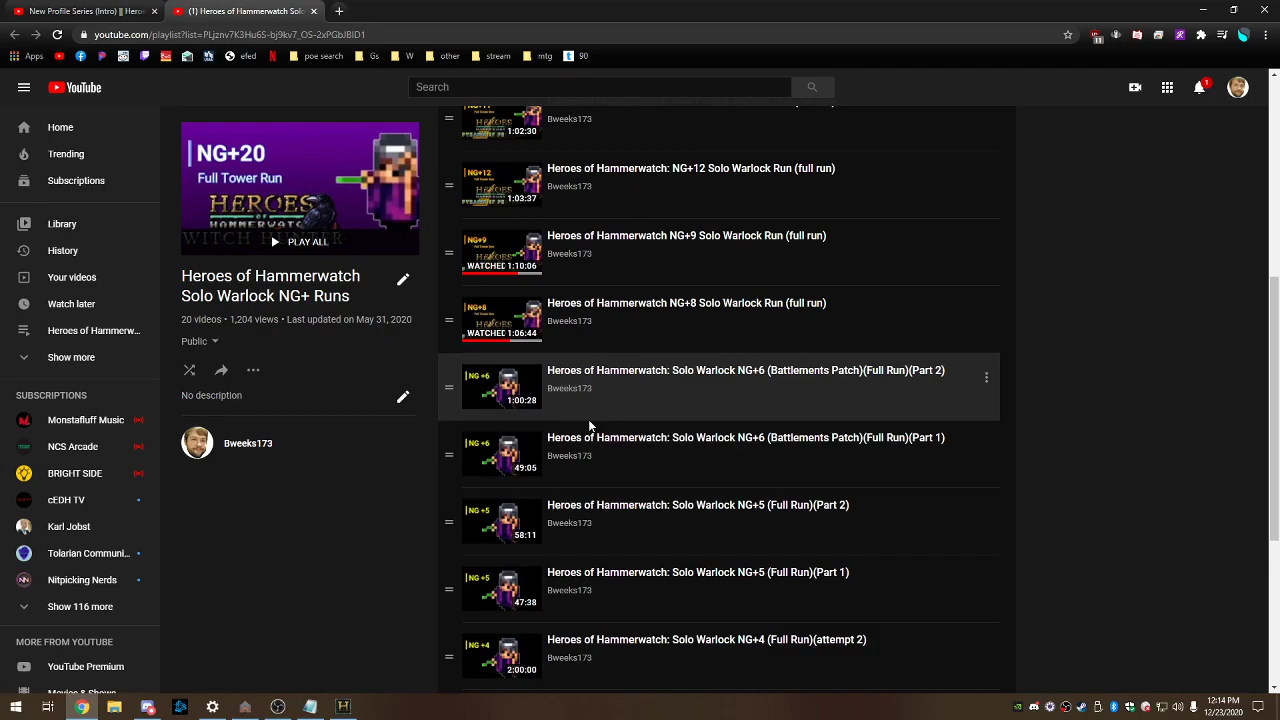 New Profile Series (Intro) || Heroe
(1) Heroes of Hammerwatch Solo
youtube.com/playlist?list=PLjznv7K3Hu6S-bj9kv7_OS-2xPGbJ8ID1
Apps
efed
poe search
Gs
W
other
stream
mtg
90
YouTube
Search
1
Home
Trending
Subscriptions
Library
History
Your videos
Watch later
Heroes of Hammerw...
Show more
SUBSCRIPTIONS
Monstafluff Music
NCS Arcade
BRIGHT SIDE
cEDH TV
Karl Jobst
Tolarian Communi...
Nitpicking Nerds
Show 116 more
MORE FROM YOUTUBE
YouTube Premium
Movies & Shows
NG+20
Full Tower Run
HEROES
OF
HAMMERWATCH
WITCH HUNTER
PLAY ALL
Heroes of Hammerwatch
Solo Warlock NG+ Runs
20 videos • 1,204 views • Last updated on May 31, 2020
Public
No description
Bweeks173
1:02:30
Bweeks173
NG+12
1:03:37
Heroes of Hammerwatch: NG+12 Solo Warlock Run (full run)
Bweeks173
NG+9
WATCHED 1:10:06
Heroes of Hammerwatch NG+9 Solo Warlock Run (full run)
Bweeks173
NG+8
WATCHED 1:06:44
Heroes of Hammerwatch NG+8 Solo Warlock Run (full run)
Bweeks173
NG +6
1:00:28
Heroes of Hammerwatch: Solo Warlock NG+6 (Battlements Patch)(Full Run)(Part 2)
Bweeks173
NG +6
49:05
Heroes of Hammerwatch: Solo Warlock NG+6 (Battlements Patch)(Full Run)(Part 1)
Bweeks173
NG +5
58:11
Heroes of Hammerwatch: Solo Warlock NG+5 (Full Run)(Part 2)
Bweeks173
NG +5
47:38
Heroes of Hammerwatch: Solo Warlock NG+5 (Full Run)(Part 1)
Bweeks173
NG +4
2:00:00
Heroes of Hammerwatch: Solo Warlock NG+4 (Full Run)(attempt 2)
Bweeks173
12:14 PM
12/23/2020